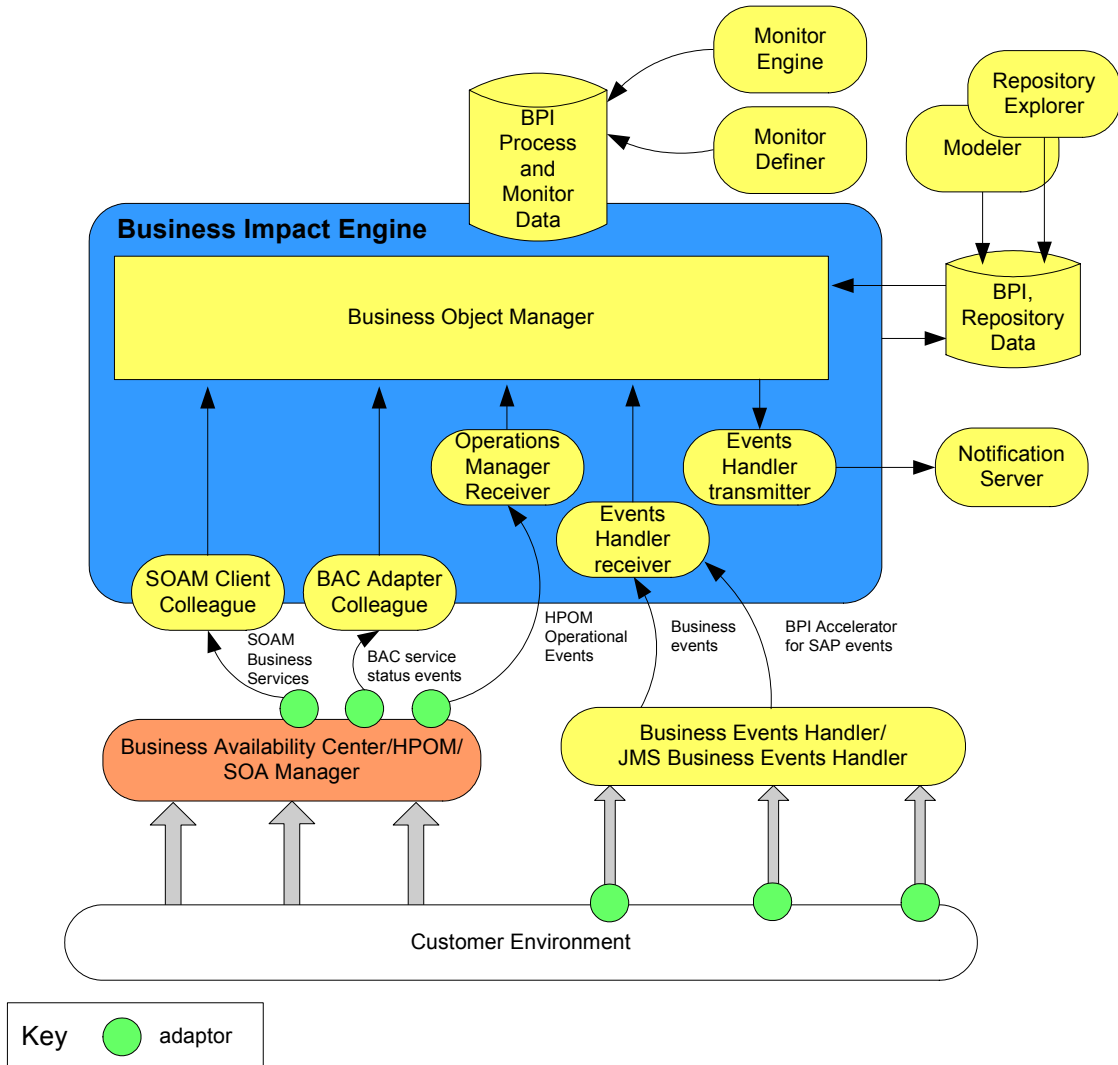 Monitor
Engine
Repository
Explorer
BPI
Process
and
Monitor
Data
Monitor
Definer
Modeler
Business Impact Engine
BPI,
Repository
Data
Business Object Manager
Operations
Manager
Receiver
Events
Handler
transmitter
Notification
Server
Events
Handler
receiver
SOAM Client
Colleague
BAC Adapter
Colleague
SOAM
Business
Services
BAC service
status events
HPOM
Operational
Events
Business
events
BPI Accelerator
for SAP events
Business Availability Center/HPOM/
SOA Manager
Business Events Handler/
JMS Business Events Handler
Customer Environment
Key
adaptor